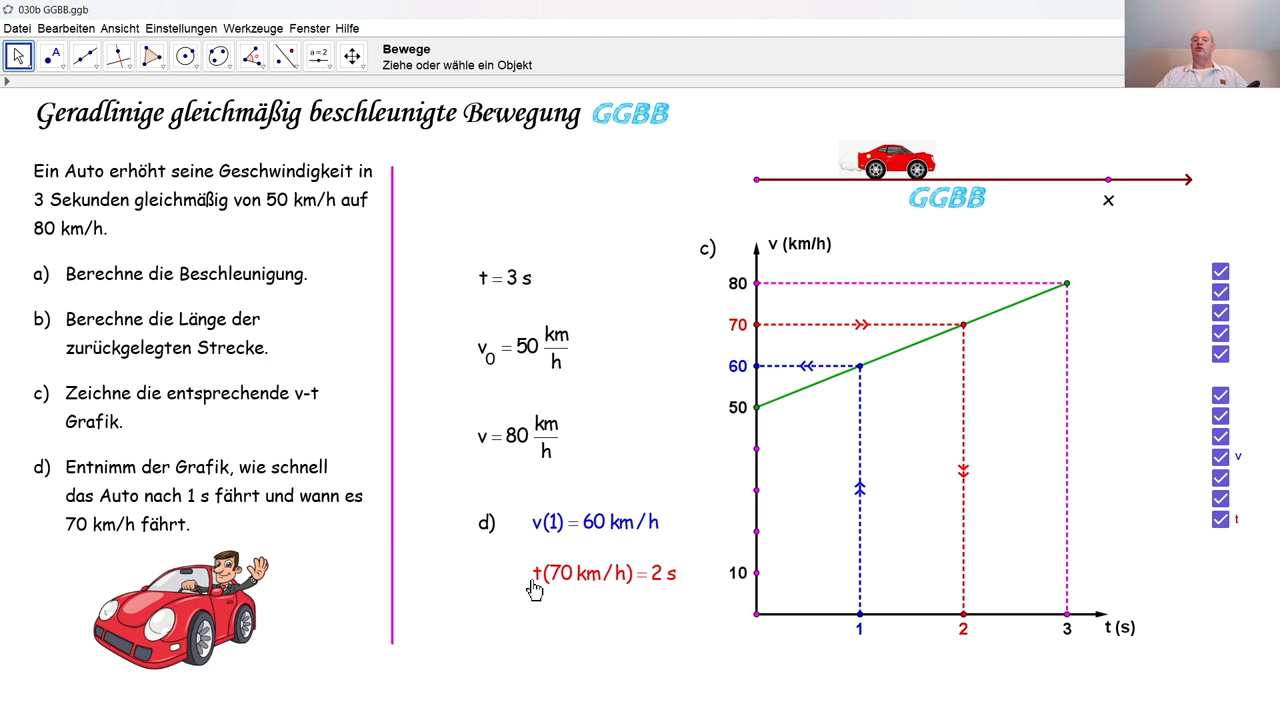 030b GGBB.ggb
Datei Bearbeiten Ansicht Einstellungen Werkzeuge Fenster Hilfe
A
a=2
Bewege
Ziehe oder wähle ein Objekt
Geradlinige gleichmäßig beschleunigte Bewegung GGBB
Ein Auto erhöht seine Geschwindigkeit in
3 Sekunden gleichmäßig von 50 km/h auf
80 km/h.
a) Berechne die Beschleunigung.
b) Berechne die Länge der
zurückgelegten Strecke.
c) Zeichne die entsprechende v-t
Grafik.
d) Entnimm der Grafik, wie schnell
das Auto nach 1 s fährt und wann es
70 km/h fährt.
t = 3 s
v0 = 50 km/h
v = 80 km/h
d) v(1) = 60 km/h
t(70 km/h) = 2 s
GGBB
x
c)
v (km/h)
80
70
60
50
10
1 2 3 t (s)
v
t